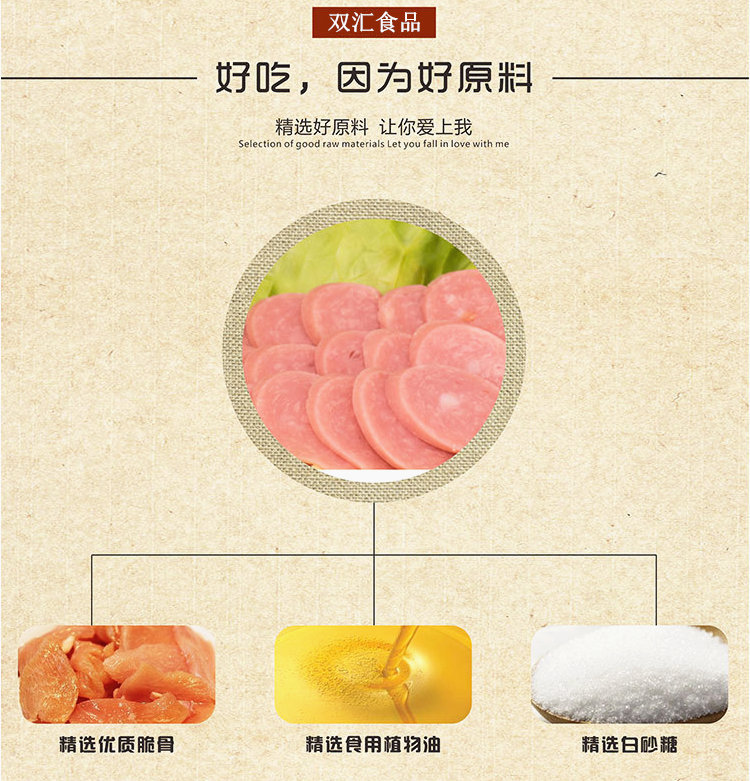 双汇食品
好吃，因为好原料
精选好原料 让你爱上我
Selection of good raw materials Let you fall in love with me
精选优质脆骨
精选食用植物油
精选白砂糖